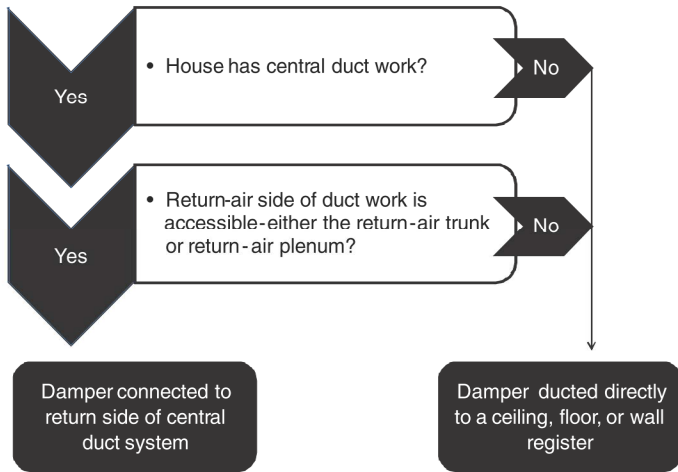 Yes
• House has central duct work?
No
Yes
• Return-air side of duct work is
accessible-either the return-air trunk
or return-air plenum?
No
Damper connected to
return side of central
duct system
Damper ducted directly
to a ceiling, floor, or wall
register